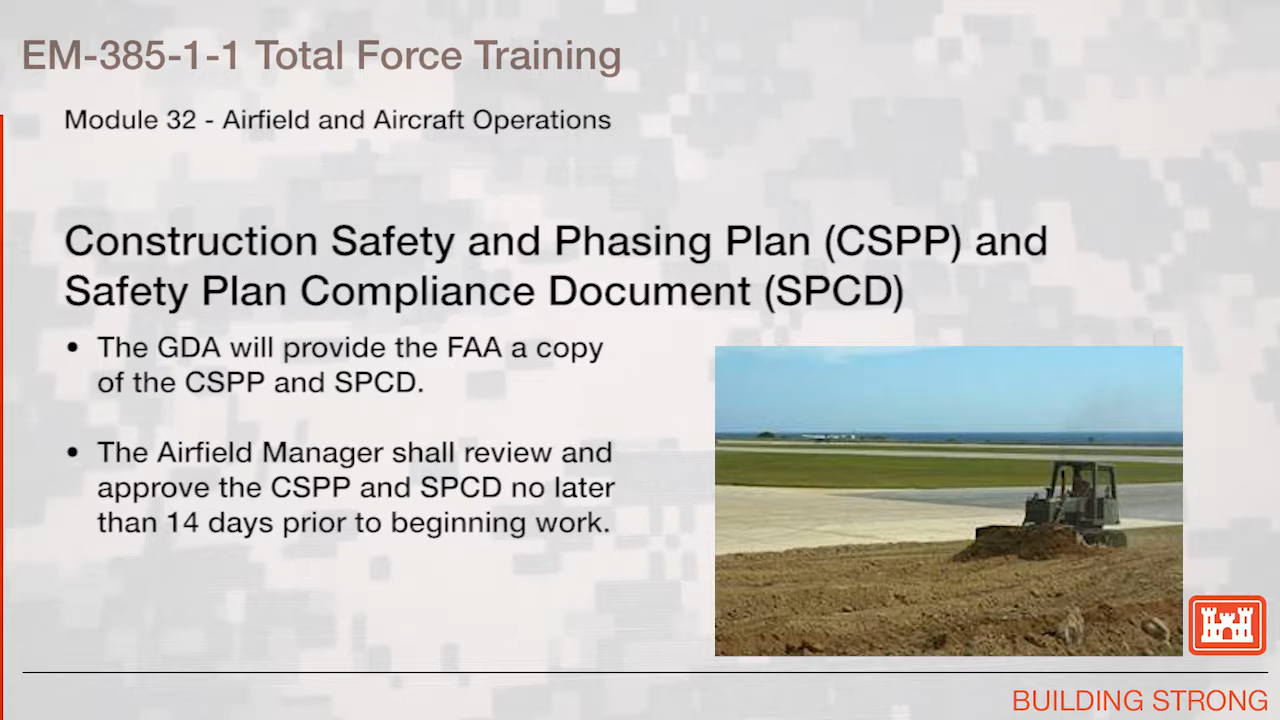 EM-385-1-1 Total Force Training
Module 32 - Airfield and Aircraft Operations
Construction Safety and Phasing Plan (CSPP) and
Safety Plan Compliance Document (SPCD)
• The GDA will provide the FAA a copy
of the CSPP and SPCD.
• The Airfield Manager shall review and
approve the CSPP and SPCD no later
than 14 days prior to beginning work.
BUILDING STRONG